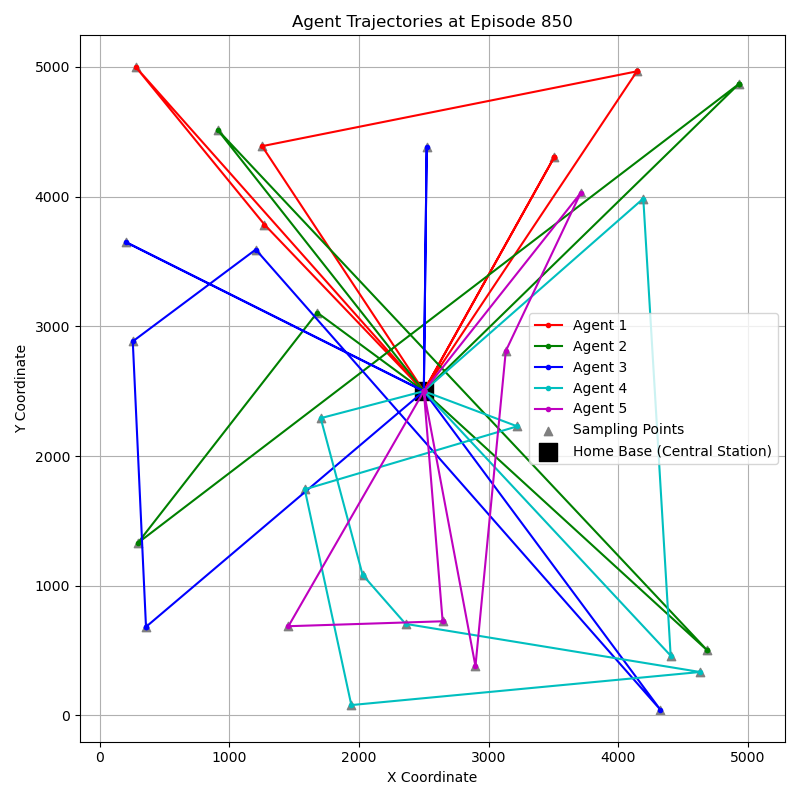 Agent Trajectories at Episode 850
5000
4000
3000
2000
1000
0
Y Coordinate
Agent 1
Agent 2
Agent 3
Agent 4
Agent 5
Sampling Points
Home Base (Central Station)
0 1000 2000 3000 4000 5000
X Coordinate